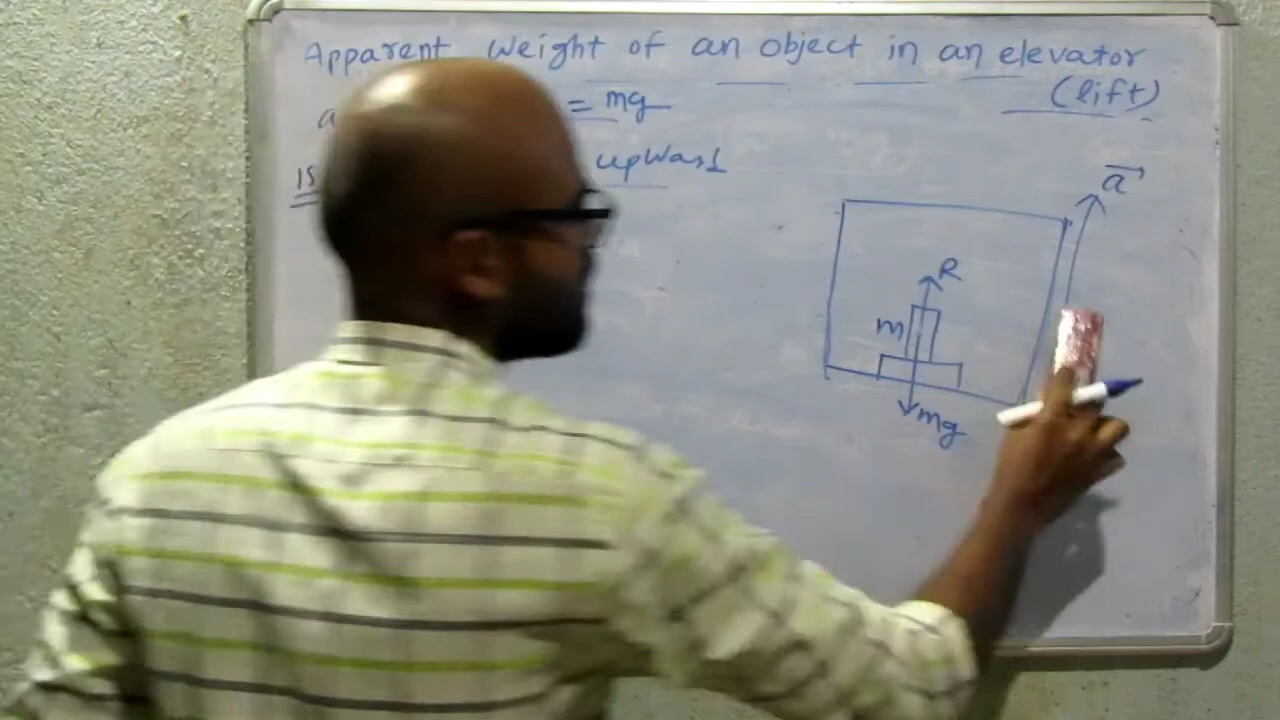 Apparent weight of an object in an elevator
(lift)
= mg
upward
a
R
m
mg